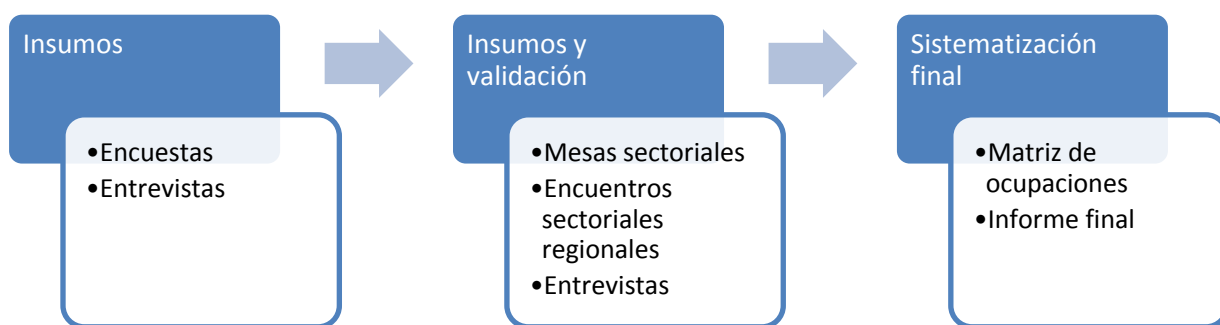 Insumos
•Encuestas
•Entrevistas
Insumos y
validación
•Mesas sectoriales
•Encuentros
sectoriales
regionales
•Entrevistas
Sistematización
final
•Matriz de
ocupaciones
•Informe final